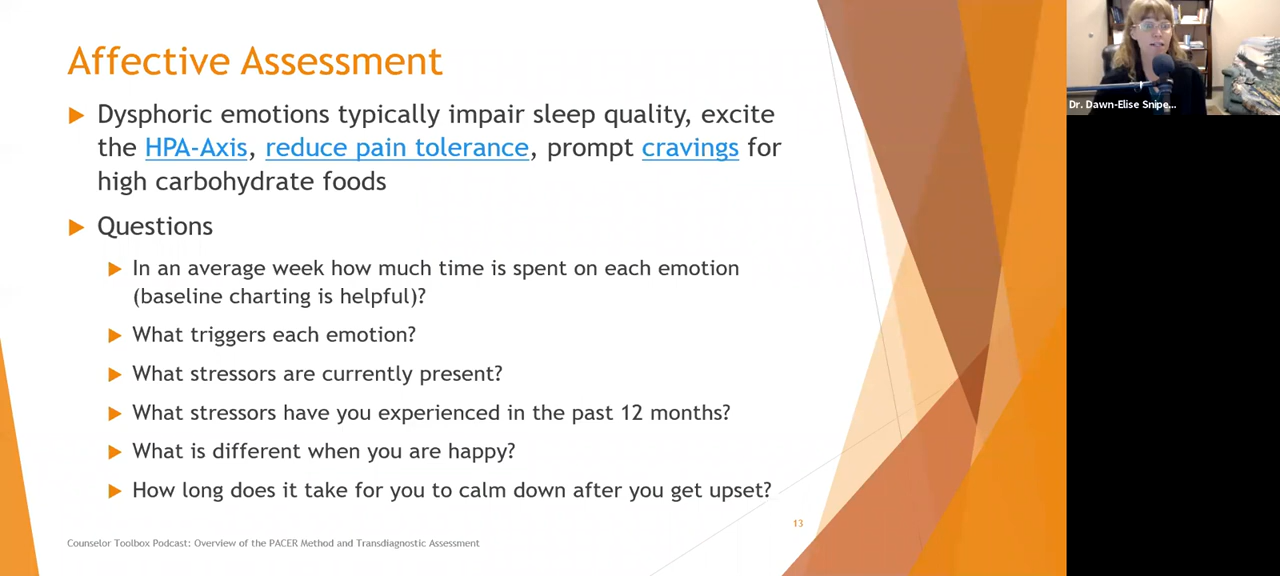 Affective Assessment
Dysphoric emotions typically impair sleep quality, excite
the HPA-Axis, reduce pain tolerance, prompt cravings for
high carbohydrate foods
Questions
In an average week how much time is spent on each emotion
(baseline charting is helpful)?
What triggers each emotion?
What stressors are currently present?
What stressors have you experienced in the past 12 months?
What is different when you are happy?
How long does it take for you to calm down after you get upset?
13
Counselor Toolbox Podcast: Overview of the PACER Method and Transdiagnostic Assessment
Dr. Dawn-Elise Snipe...